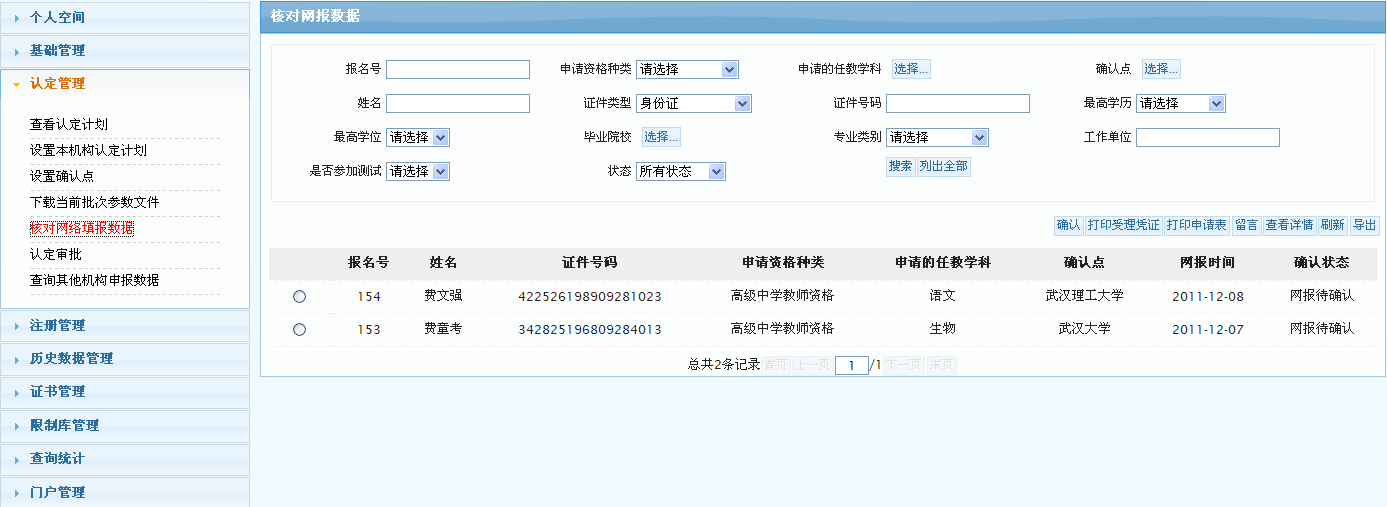 个人空间
基础管理
认定管理
查看认定计划
设置本机构认定计划
设置确认点
下载当前批次参数文件
核对网络填报数据
认定审批
查询其他机构申报数据
注册管理
历史数据管理
证书管理
限制库管理
查询统计
门户管理
核对网报数据
报名号 申请资格种类 请选择 申请的任教学科 选择... 确认点 选择...
姓名 证件类型 身份证 证件号码 最高学历 请选择
最高学位 请选择 毕业院校 选择... 专业类别 请选择 工作单位
是否参加测试 请选择 状态 所有状态 搜索 列出全部
确认 打印受理凭证 打印申请表 留言 查看详情 刷新 导出
报名号 姓名 证件号码 申请资格种类 申请的任教学科 确认点 网报时间 确认状态
154 费文强 422526198909281023 高级中学教师资格 语文 武汉理工大学 2011-12-08 网报待确认
153 费童考 342825196809284013 高级中学教师资格 生物 武汉大学 2011-12-07 网报待确认
总共2条记录 首页 上一页 1 /1 下一页 末页